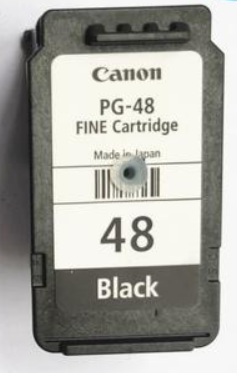 Canon
PG-48
FINE Cartridge
Made in Japan
48
Black